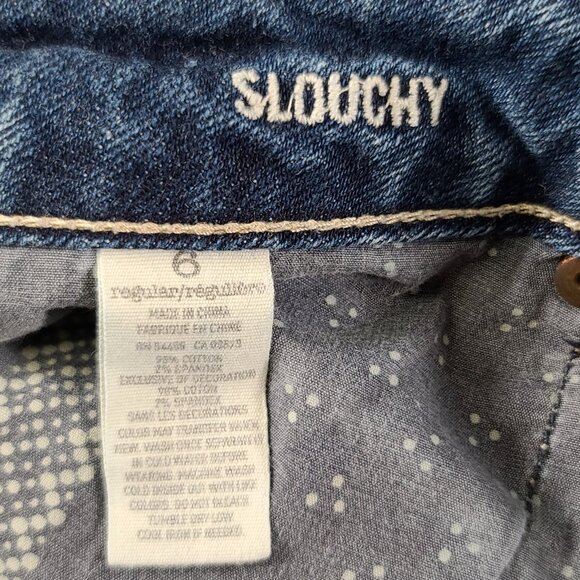 SLOUCHY
6
regular/régulière
MADE IN CHINA
FABRIQUE EN CHINE
98% COTTON
2% SPANDEX
EXCLUSIVE OF DECORATION
98% COTON
2% SPANDEX
SANS LES DECORATIONS
COLOR MAY TRANSFER WHEN
NEW. WASH ONCE SEPARATELY
IN COLD WATER BEFORE
WEARING. MACHINE WASH
COLD INSIDE OUT WITH LIKE
COLORS. DO NOT BLEACH
TUMBLE DRY LOW
COOL IRON IF NEEDED